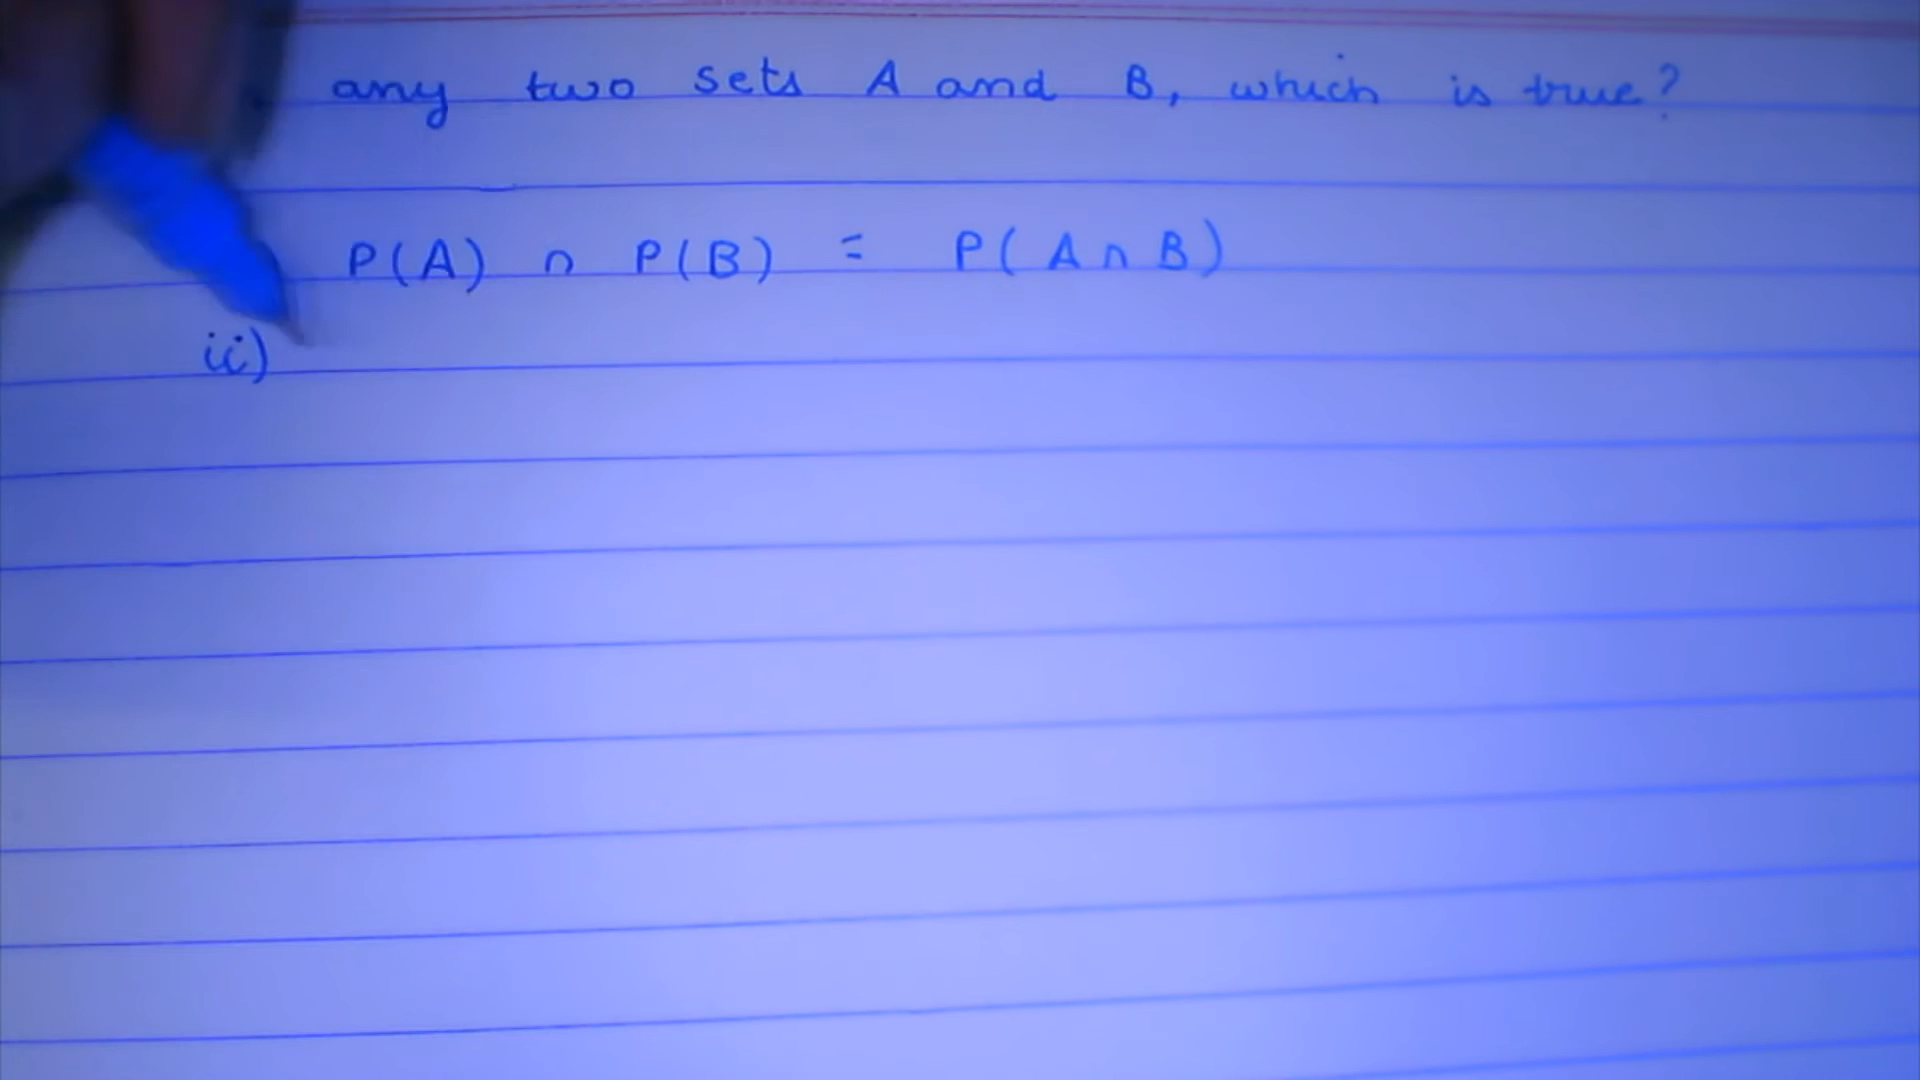 any two sets A and B, which is true?
P(A) ∩ P(B) = P(A∩B)
ii)